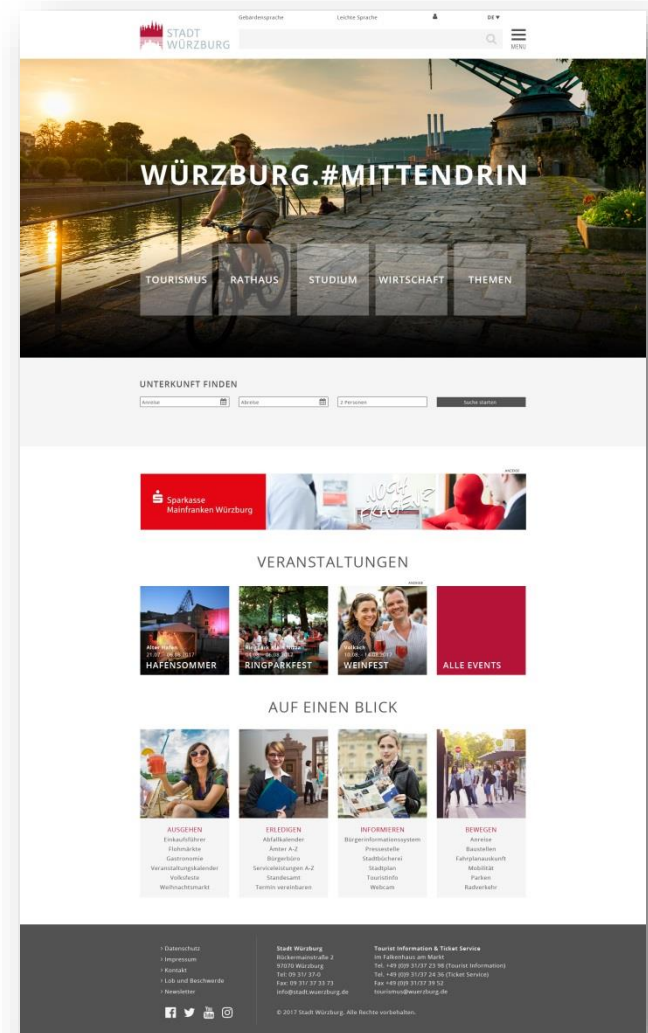 Gebärdensprache
Leichte Sprache
DE ▼
STADT
WÜRZBURG
MENÜ
WÜRZBURG.#MITTENDRIN
TOURISMUS
RATHAUS
STUDIUM
WIRTSCHAFT
THEMEN
UNTERKUNFT FINDEN
Anreise
Abreise
2 Personen
Suche starten
ANZEIGE
Sparkasse
Mainfranken Würzburg
NOCH
FRAGEN?
VERANSTALTUNGEN
Alter Hafen
HAFENSOMMER
RINGPARKFEST
ANZEIGE
Volkach
WEINFEST
ALLE EVENTS
AUF EINEN BLICK
AUSGEHEN
Einkaufsführer
Flohmärkte
Gastronomie
Veranstaltungskalender
Volksfeste
Weihnachtsmarkt
ERLEDIGEN
Abfallkalender
Ämter A-Z
Bürgerbüro
Serviceleistungen A-Z
Standesamt
Termin vereinbaren
INFORMIEREN
Bürgerinformationssystem
Pressestelle
Stadtbücherei
Stadtplan
Touristinfo
Webcam
BEWEGEN
Anreise
Baustellen
Fahrplanauskunft
Mobilität
Parken
Radverkehr
> Datenschutz
> Impressum
> Kontakt
> Lob und Beschwerde
> Newsletter
Stadt Würzburg
Rückermainstraße 2
97070 Würzburg
Tel: 09 31/ 37-0
Fax: 09 31/ 37 33 73
info@stadt.wuerzburg.de
Tourist Information & Ticket Service
im Falkenhaus am Markt
Tel. +49 (0)9 31/37 23 98 (Tourist Information)
Tel. +49 (0)9 31/37 24 36 (Ticket Service)
Fax +49 (0)9 31/37 39 52
tourismus@wuerzburg.de
© 2017 Stadt Würzburg. Alle Rechte vorbehalten.